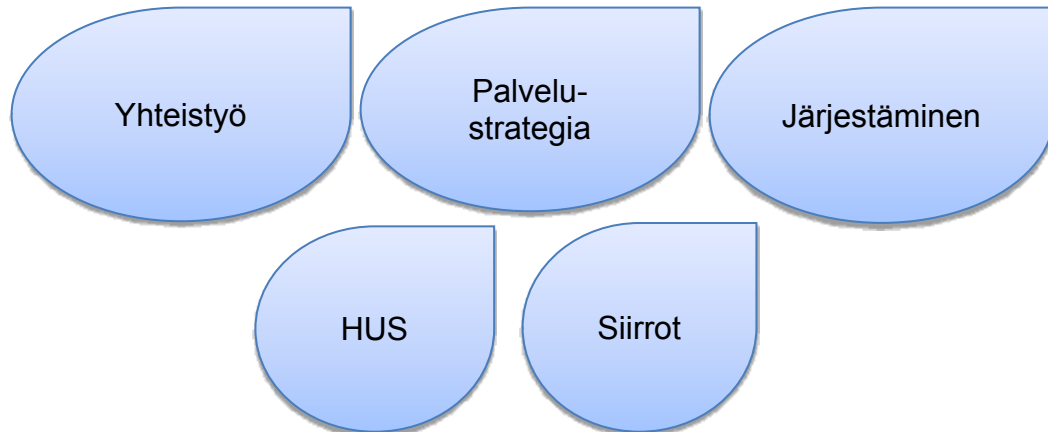 Yhteistyö
Palvelu-
strategia
Järjestäminen
HUS
Siirrot